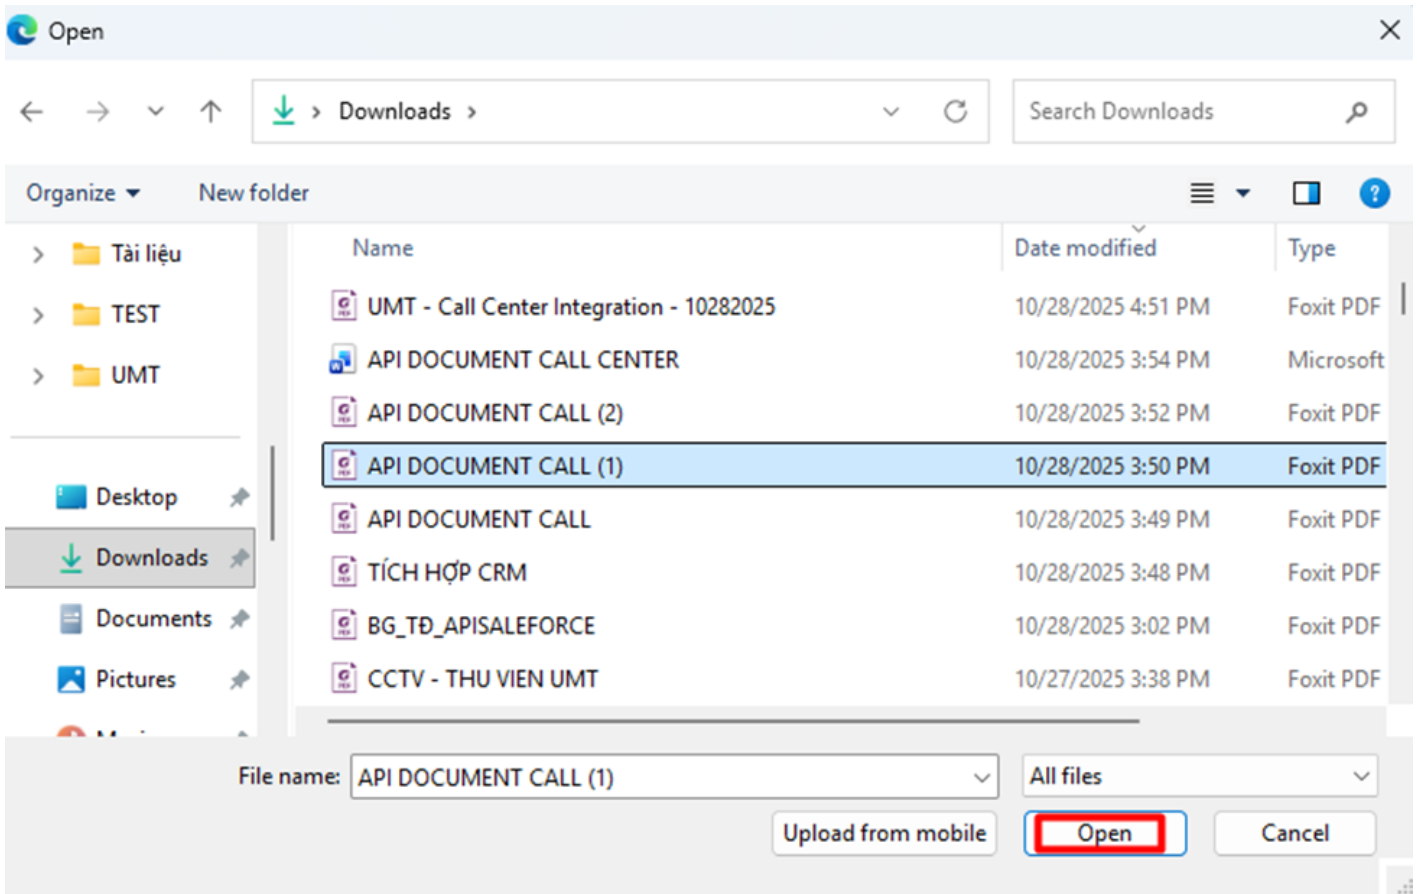 Open
Downloads
Search Downloads
Organize
New folder
Tài liệu
TEST
UMT
Desktop
Downloads
Documents
Pictures
Name Date modified Type
UMT - Call Center Integration - 10282025 10/28/2025 4:51 PM Foxit PDF
API DOCUMENT CALL CENTER 10/28/2025 3:54 PM Microsoft
API DOCUMENT CALL (2) 10/28/2025 3:52 PM Foxit PDF
API DOCUMENT CALL (1) 10/28/2025 3:50 PM Foxit PDF
API DOCUMENT CALL 10/28/2025 3:49 PM Foxit PDF
TÍCH HỢP CRM 10/28/2025 3:48 PM Foxit PDF
BG_TĐ_APISALEFORCE 10/28/2025 3:02 PM Foxit PDF
CCTV - THU VIEN UMT 10/27/2025 3:38 PM Foxit PDF
File name: API DOCUMENT CALL (1) All files
Upload from mobile Open Cancel